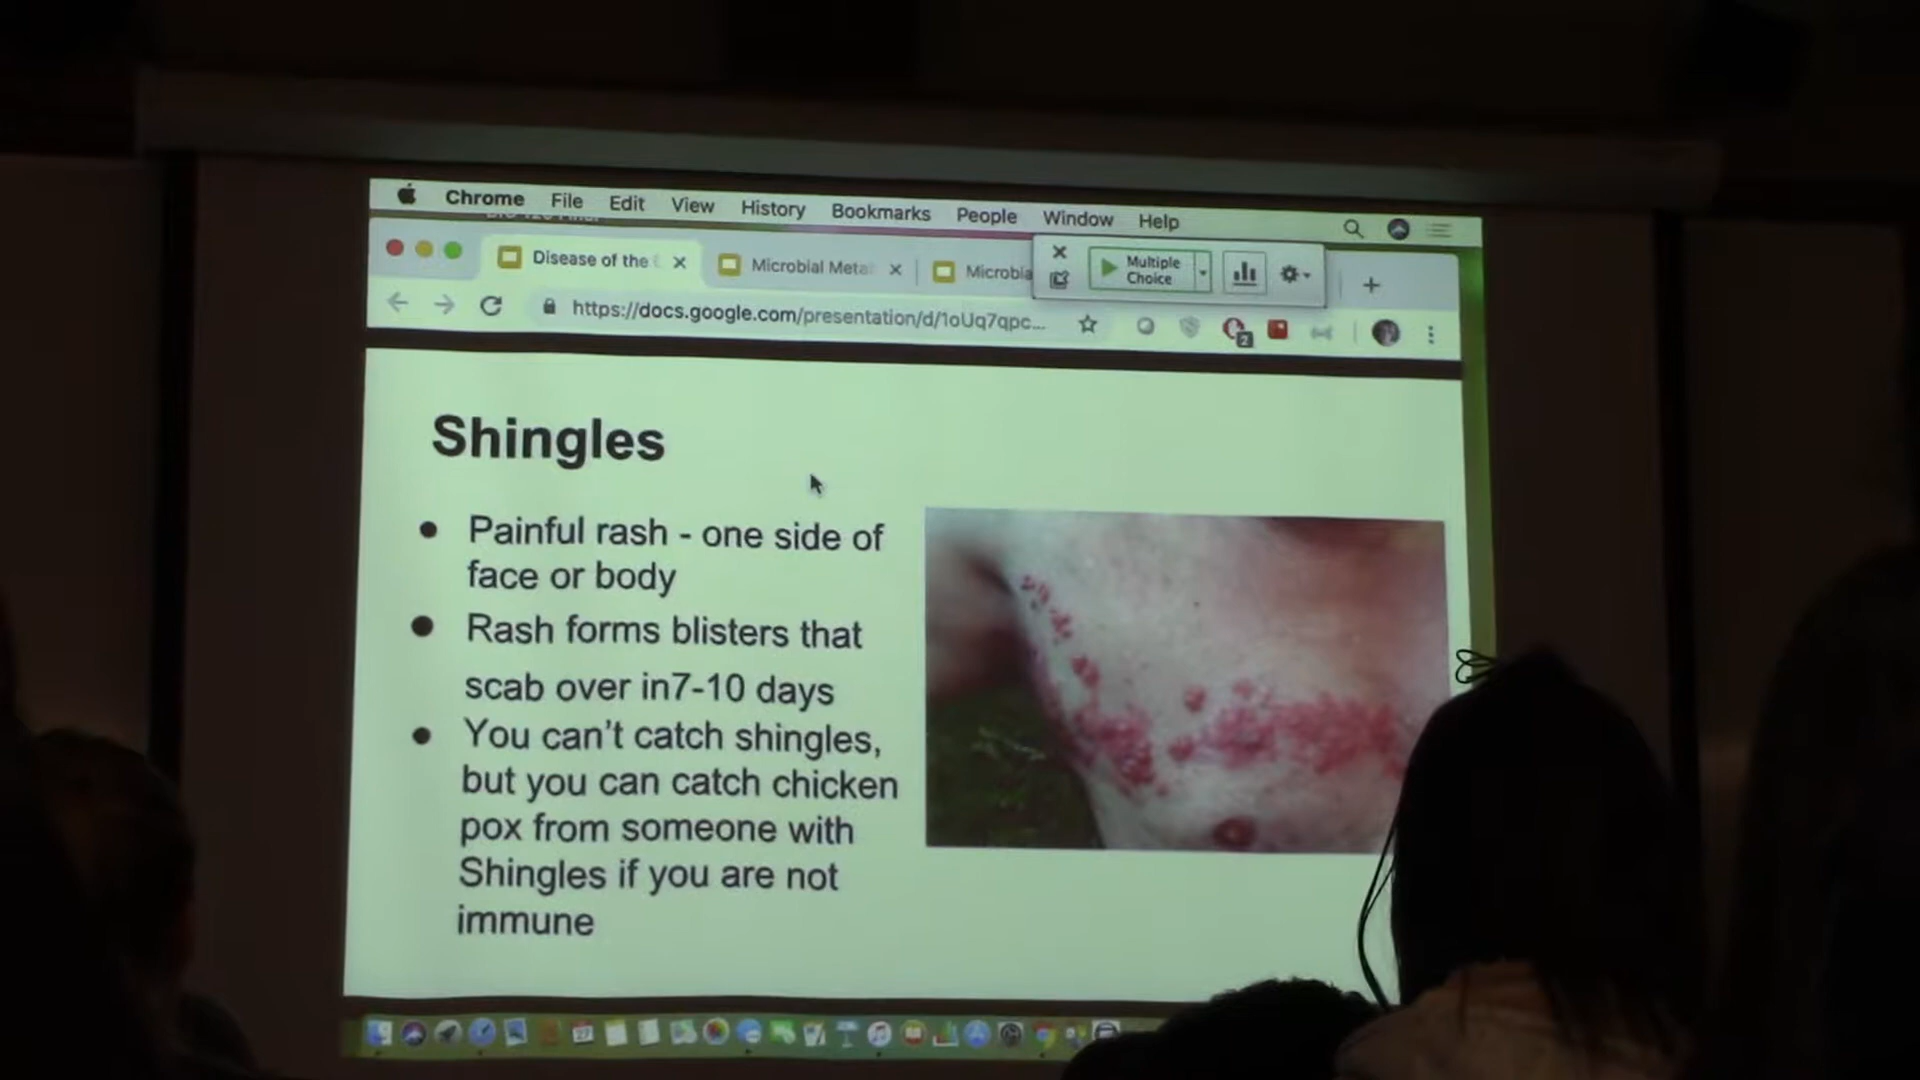 Chrome File Edit View History Bookmarks People Window Help
Disease of the
Microbial Meta
Microbia
Multiple
Choice
https://docs.google.com/presentation/d/1oUq7qpc...
2
Shingles
● Painful rash - one side of
face or body
● Rash forms blisters that
scab over in7-10 days
● You can't catch shingles,
but you can catch chicken
pox from someone with
Shingles if you are not
immune
27